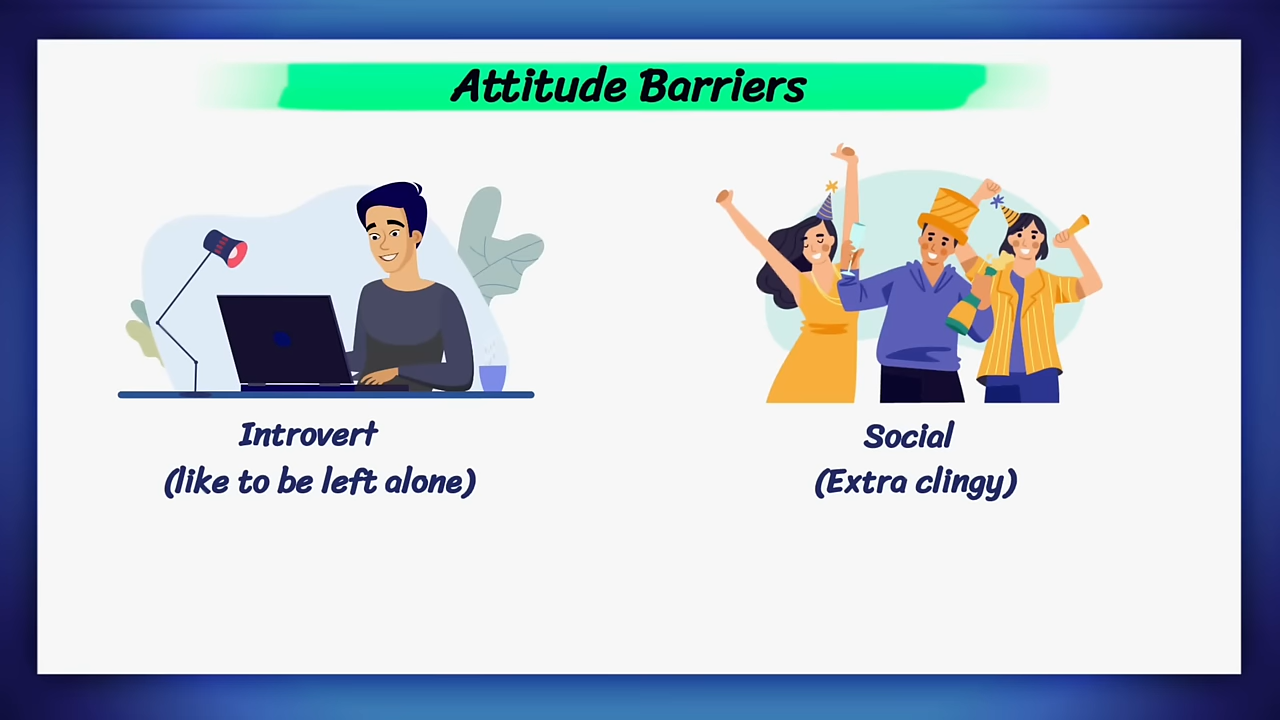 Attitude Barriers
Introvert
(like to be left alone)
Social
(Extra clingy)